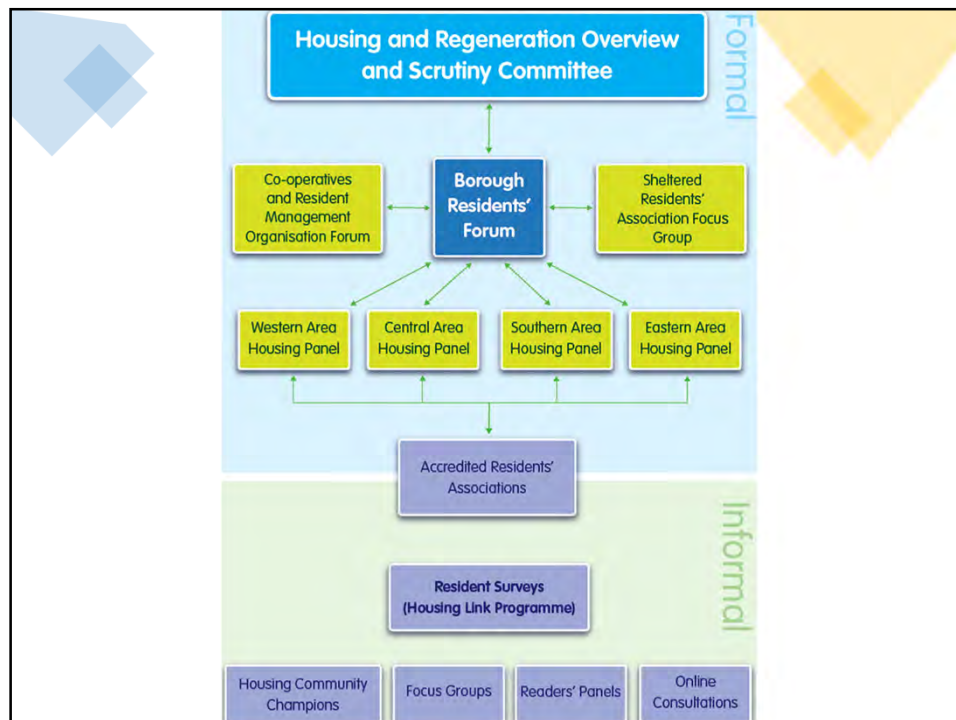 Housing and Regeneration Overview
and Scrutiny Committee
Formal
Co-operatives
and Resident
Management
Organisation Forum
Borough
Residents'
Forum
Sheltered
Residents'
Association Focus
Group
Western Area
Housing Panel
Central Area
Housing Panel
Southern Area
Housing Panel
Eastern Area
Housing Panel
Accredited Residents'
Associations
Informal
Resident Surveys
(Housing Link Programme)
Housing Community
Champions
Focus Groups
Readers' Panels
Online
Consultations